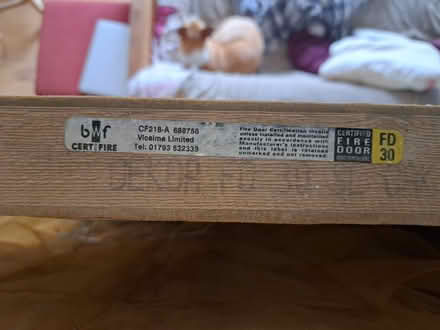 bwf
CERTIFIRE
CF218-A 688756
Vicaima Limited
Tel: 01793 532333
Fire Door Certification invalid
unless installed and maintained
exactly in accordance with
Manufacturer's instructions
and this label is retained
unmarked and not removed.
CERTIFIED
FIRE
DOOR
FD
30